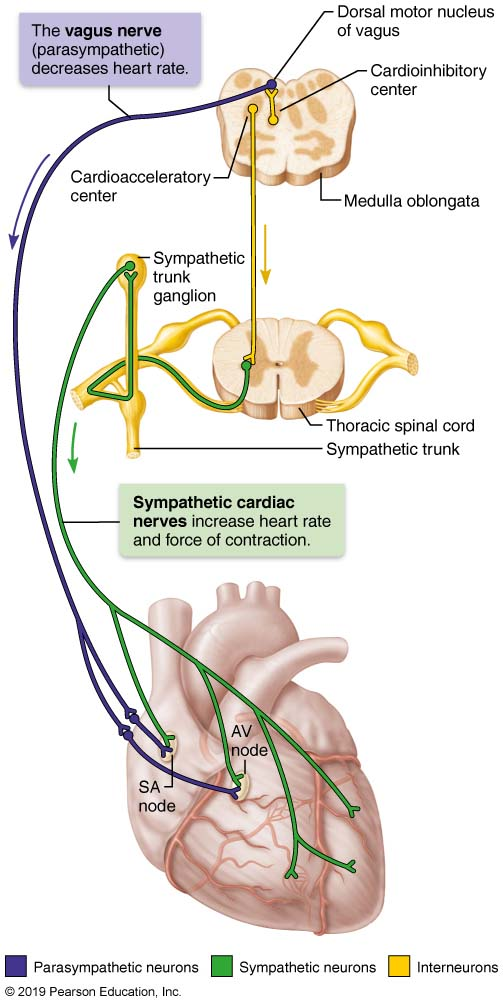 The vagus nerve
(parasympathetic)
decreases heart rate.
Dorsal motor nucleus
of vagus
Cardioinhibitory
center
Cardioacceleratory
center
Medulla oblongata
Sympathetic
trunk
ganglion
Thoracic spinal cord
Sympathetic trunk
Sympathetic cardiac
nerves increase heart rate
and force of contraction.
AV
node
SA
node
Parasympathetic neurons
Sympathetic neurons
Interneurons
© 2019 Pearson Education, Inc.